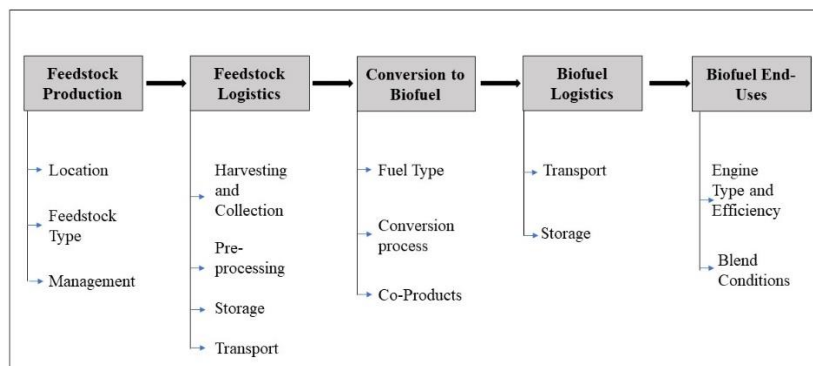 Feedstock
Production
Feedstock
Logistics
Conversion to
Biofuel
Biofuel
Logistics
Biofuel End-
Uses
Location
Feedstock
Type
Management
Harvesting
and
Collection
Pre-
processing
Storage
Transport
Fuel Type
Conversion
process
Co-Products
Transport
Storage
Engine
Type and
Efficiency
Blend
Conditions